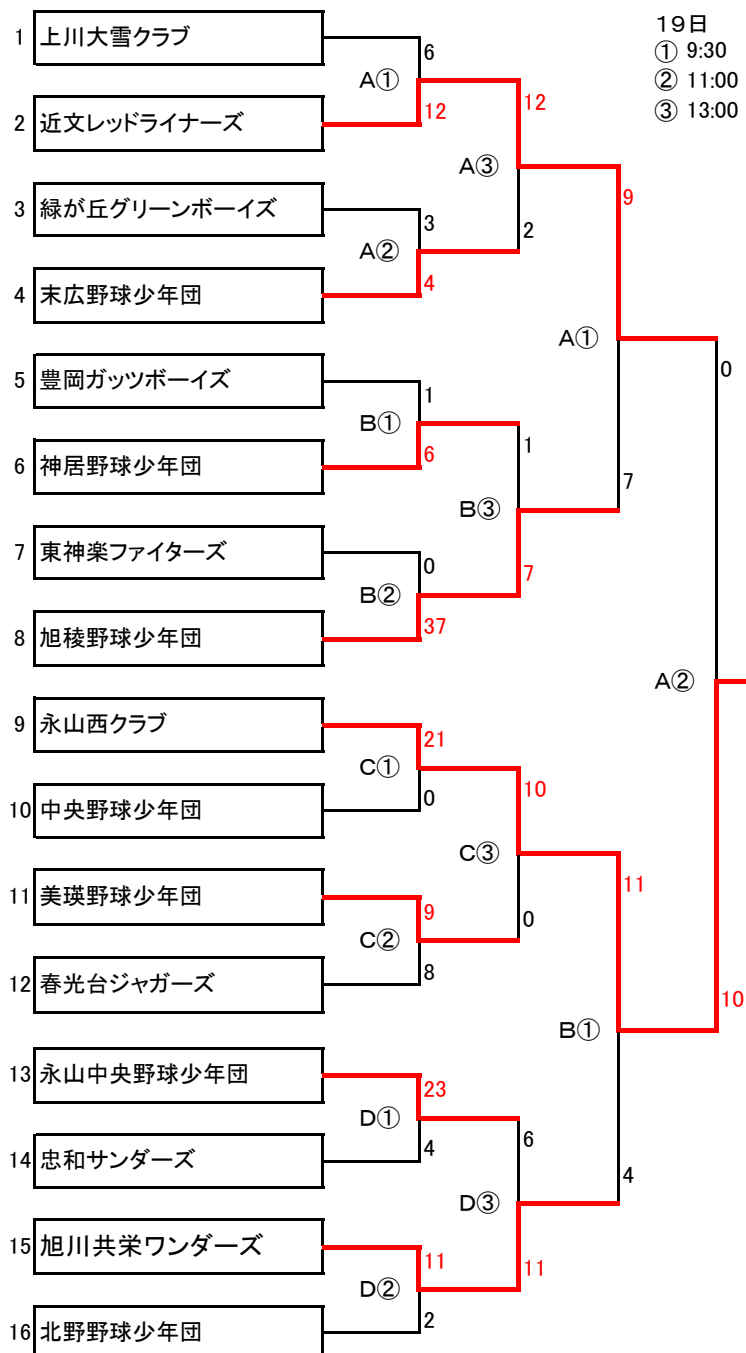 19日
① 9:30
② 11:00
③ 13:00
1 上川大雪クラブ
6
A①
12
12
2 近文レッドライナーズ
A③
9
3 緑が丘グリーンボーイズ
3
2
A②
4
4 末広野球少年団
A①
0
5 豊岡ガッツボーイズ
1
B①
1
6
6 神居野球少年団
7
B③
7 東神楽ファイターズ
0
7
B②
37
8 旭稜野球少年団
A②
9 永山西クラブ
21
C①
10
0
10 中央野球少年団
C③
11
11 美瑛野球少年団
9
0
C②
8
12 春光台ジャガーズ
10
B①
13 永山中央野球少年団
23
D①
6
4
14 忠和サンダーズ
4
D③
15 旭川共栄ワンダーズ
11
11
D②
2
16 北野野球少年団